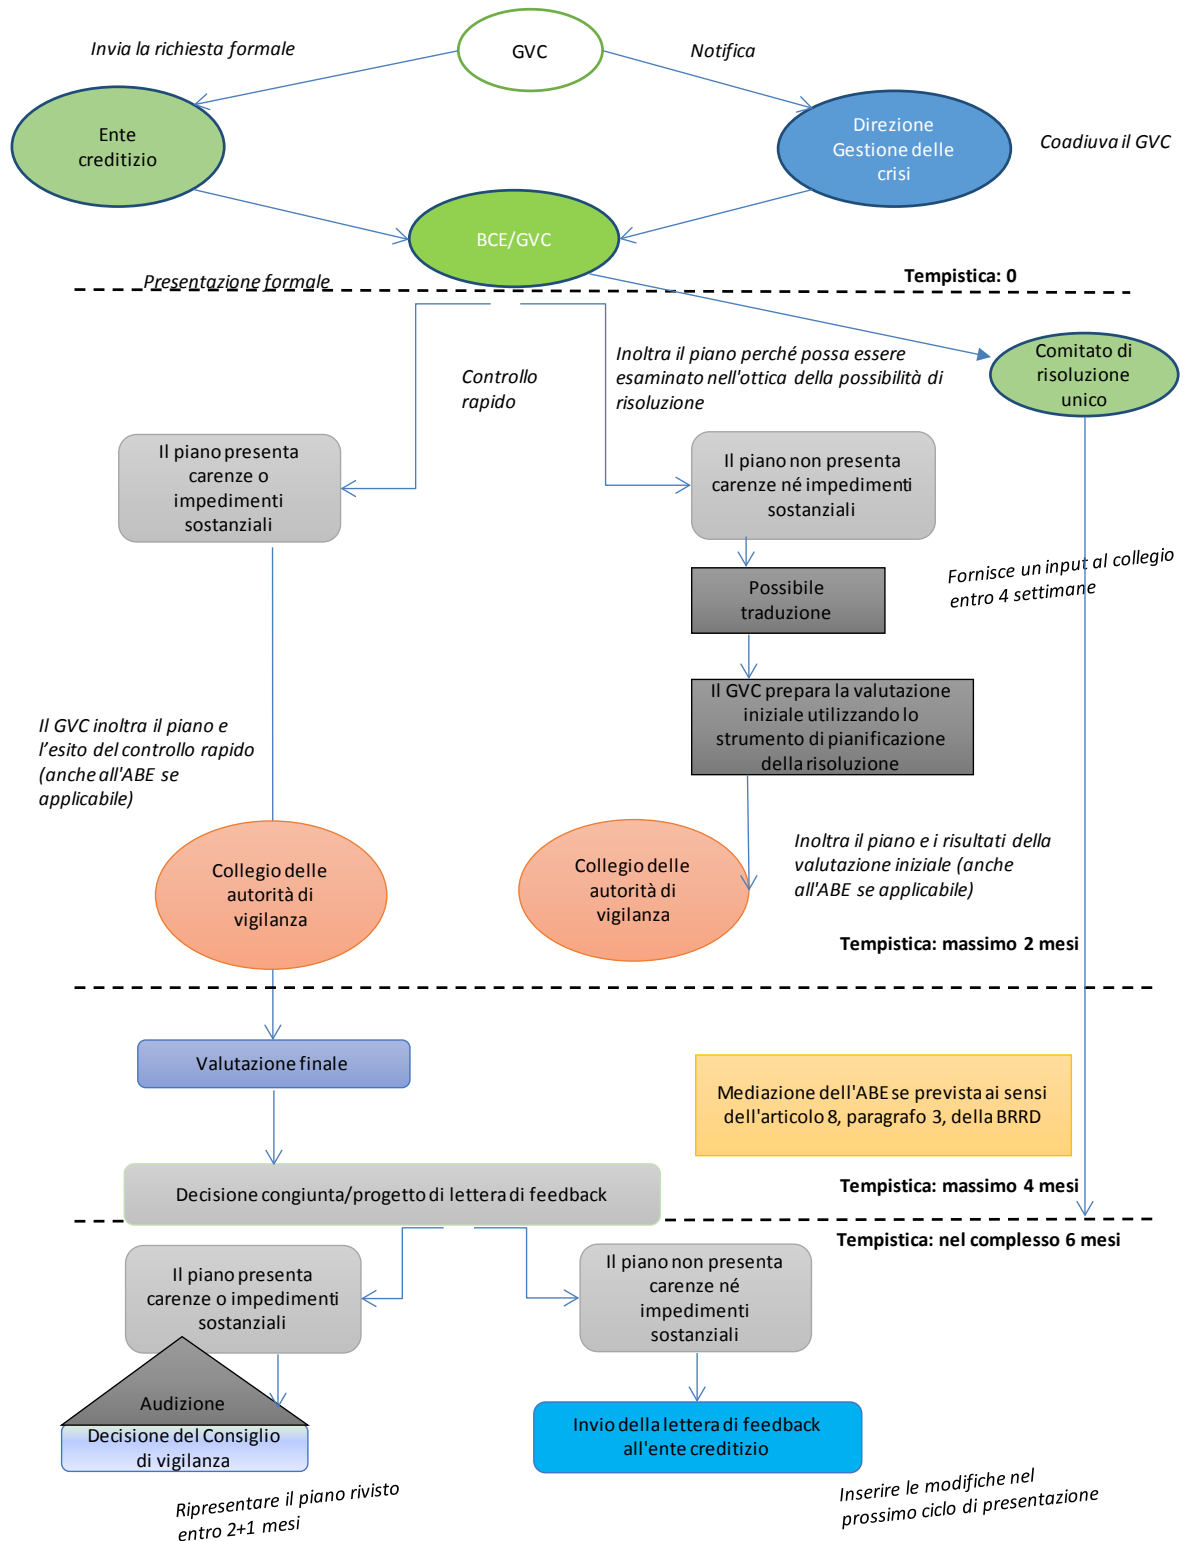 Invia la richiesta formale
GVC
Notifica
Ente
creditizio
Direzione
Gestione delle
crisi
Coadiuva il GVC
BCE/GVC
Presentazione formale
Tempistica: 0
Controllo
rapido
Inoltra il piano perché possa essere
esaminato nell'ottica della possibilità di
risoluzione
Comitato di
risoluzione
unico
Il piano presenta
carenze o
impedimenti
sostanziali
Il piano non presenta
carenze né impedimenti
sostanziali
Fornisce un input al collegio
entro 4 settimane
Possibile
traduzione
Il GVC prepara la valutazione
iniziale utilizzando lo
strumento di pianificazione
della risoluzione
Il GVC inoltra il piano e
l’esito del controllo rapido
(anche all'ABE se
applicabile)
Collegio delle
autorità di
vigilanza
Collegio delle
autorità di
vigilanza
Inoltra il piano e i risultati della
valutazione iniziale (anche
all'ABE se applicabile)
Tempistica: massimo 2 mesi
Valutazione finale
Mediazione dell'ABE se prevista ai sensi
dell'articolo 8, paragrafo 3, della BRRD
Decisione congiunta/progetto di lettera di feedback
Tempistica: massimo 4 mesi
Tempistica: nel complesso 6 mesi
Il piano presenta
carenze o impedimenti
sostanziali
Il piano non presenta
carenze né
impedimenti
sostanziali
Audizione
Decisione del Consiglio
di vigilanza
Invio della lettera di feedback
all'ente creditizio
Ripresentare il piano rivisto
entro 2+1 mesi
Inserire le modifiche nel
prossimo ciclo di presentazione